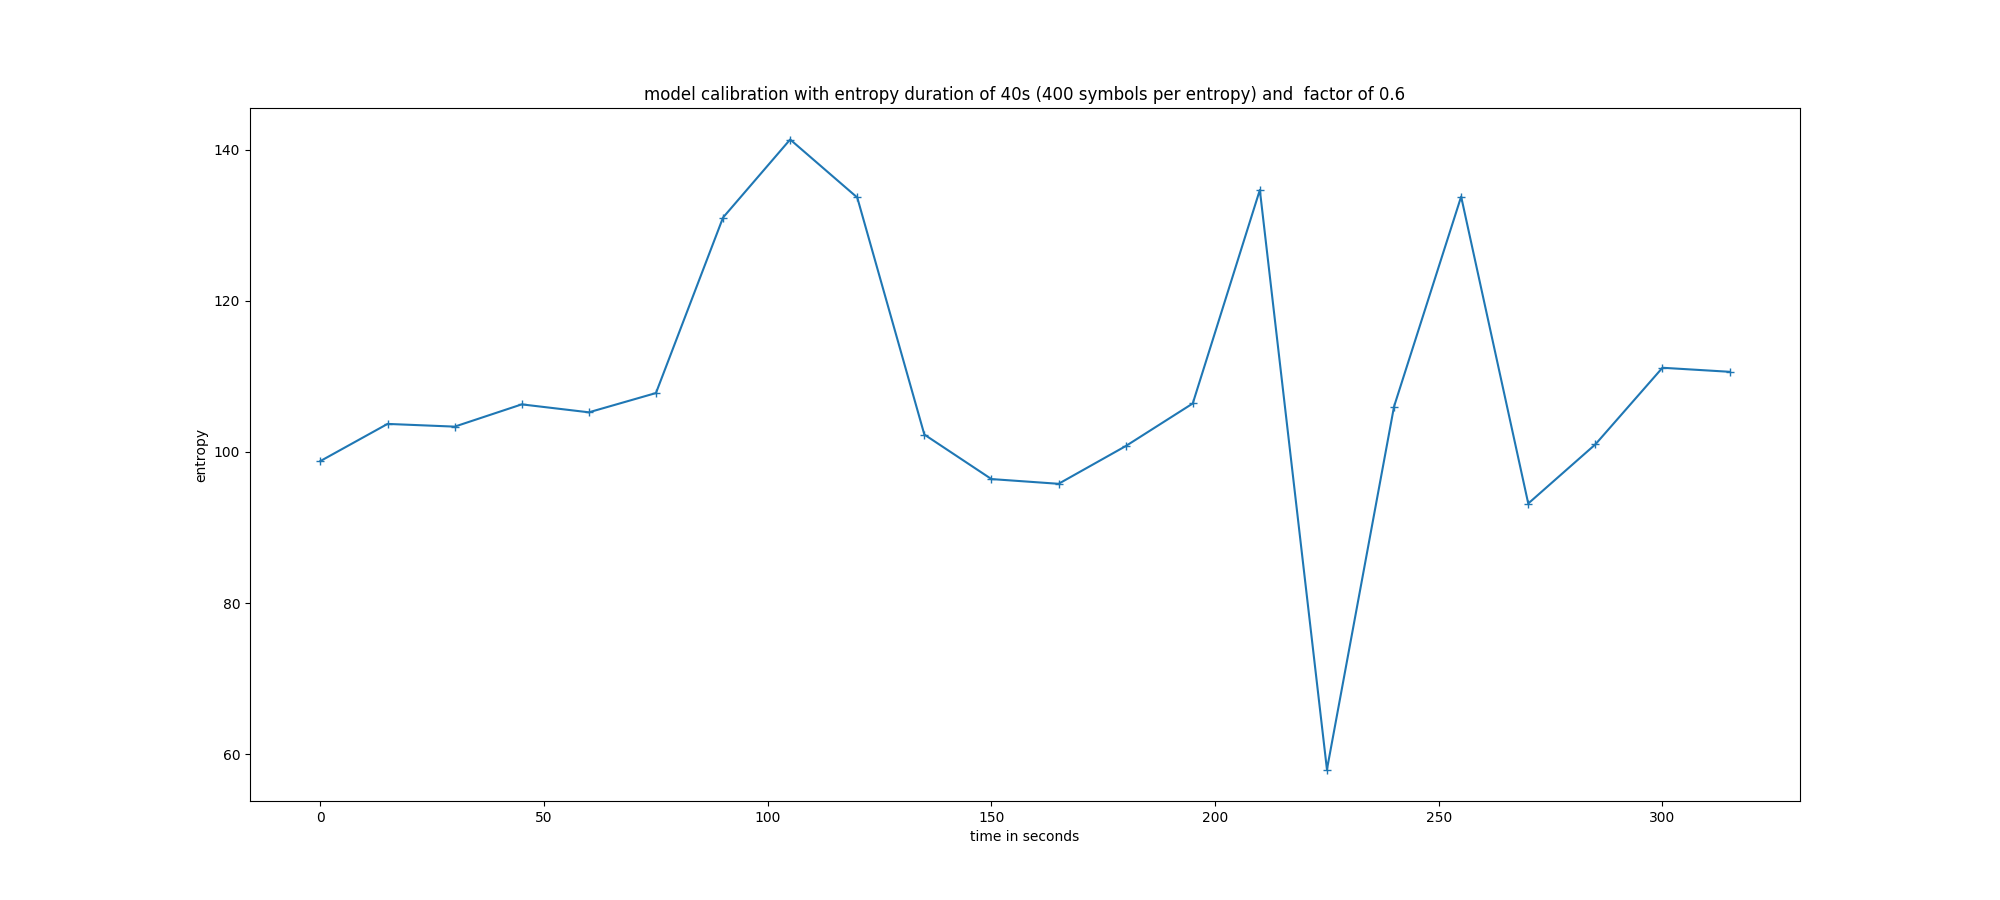 model calibration with entropy duration of 40s (400 symbols per entropy) and  factor of 0.6
140
120
100
80
60
entropy
0 50 100 150 200 250 300
time in seconds